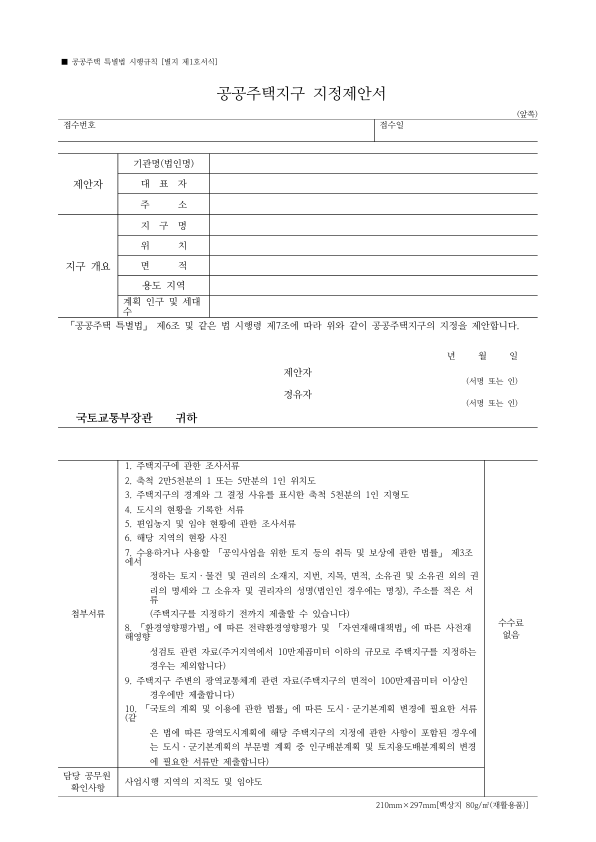 ■ 공공주택 특별법 시행규칙 [별지 제1호서식]
공공주택지구 지정제안서
(앞쪽)
접수번호 접수일
제안자
기관명(법인명)
대 표 자
주 소
지구 개요
지 구 명
위 치
면 적
용도 지역
계획 인구 및 세대
수
「공공주택 특별법」 제6조 및 같은 법 시행령 제7조에 따라 위와 같이 공공주택지구의 지정을 제안합니다.
년 월 일
제안자
(서명 또는 인)
경유자
(서명 또는 인)
국토교통부장관 귀하
첨부서류
1. 주택지구에 관한 조사서류
2. 축척 2만5천분의 1 또는 5만분의 1인 위치도
3. 주택지구의 경계와 그 결정 사유를 표시한 축척 5천분의 1인 지형도
4. 도시의 현황을 기록한 서류
5. 편입농지 및 임야 현황에 관한 조사서류
6. 해당 지역의 현황 사진
7. 수용하거나 사용할 「공익사업을 위한 토지 등의 취득 및 보상에 관한 법률」 제3조
에서
정하는 토지ㆍ물건 및 권리의 소재지, 지번, 지목, 면적, 소유권 및 소유권 외의 권
리의 명세와 그 소유자 및 권리자의 성명(법인인 경우에는 명칭), 주소를 적은 서
류
(주택지구를 지정하기 전까지 제출할 수 있습니다)
8. 「환경영향평가법」에 따른 전략환경영향평가 및 「자연재해대책법」에 따른 사전재
해영향
성검토 관련 자료(주거지역에서 10만제곱미터 이하의 규모로 주택지구를 지정하는
경우는 제외합니다)
9. 주택지구 주변의 광역교통체계 관련 자료(주택지구의 면적이 100만제곱미터 이상인
경우에만 제출합니다)
10. 「국토의 계획 및 이용에 관한 법률」에 따른 도시ㆍ군기본계획 변경에 필요한 서류
(같
은 법에 따른 광역도시계획에 해당 주택지구의 지정에 관한 사항이 포함된 경우에
는 도시ㆍ군기본계획의 부문별 계획 중 인구배분계획 및 토지용도배분계획의 변경
에 필요한 서류만 제출합니다)
수수료
없음
담당 공무원
확인사항
사업시행 지역의 지적도 및 임야도
210mm×297mm[백상지 80g/㎡(재활용품)]